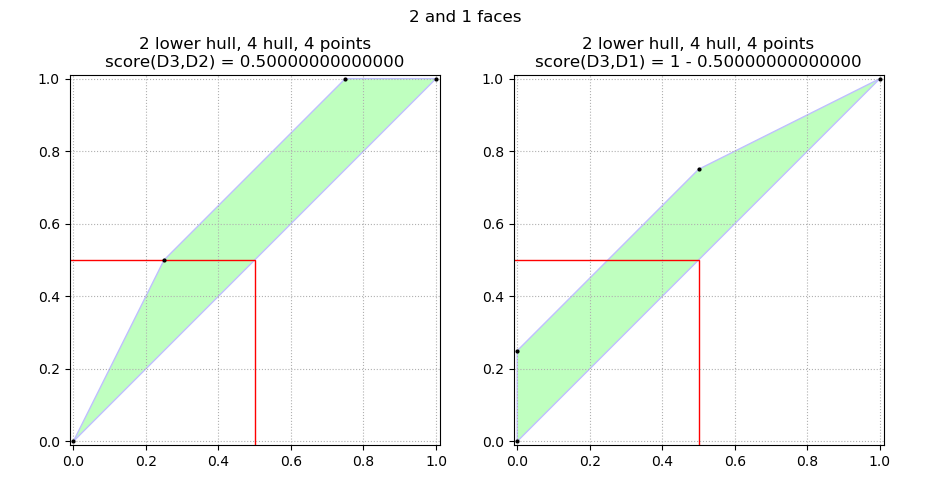 2 and 1 faces
2 lower hull, 4 hull, 4 points
score(D3,D2) = 0.50000000000000
1.0
0.8
0.6
0.4
0.2
0.0
0.0 0.2 0.4 0.6 0.8 1.0
2 lower hull, 4 hull, 4 points
score(D3,D1) = 1 - 0.50000000000000
1.0
0.8
0.6
0.4
0.2
0.0
0.0 0.2 0.4 0.6 0.8 1.0